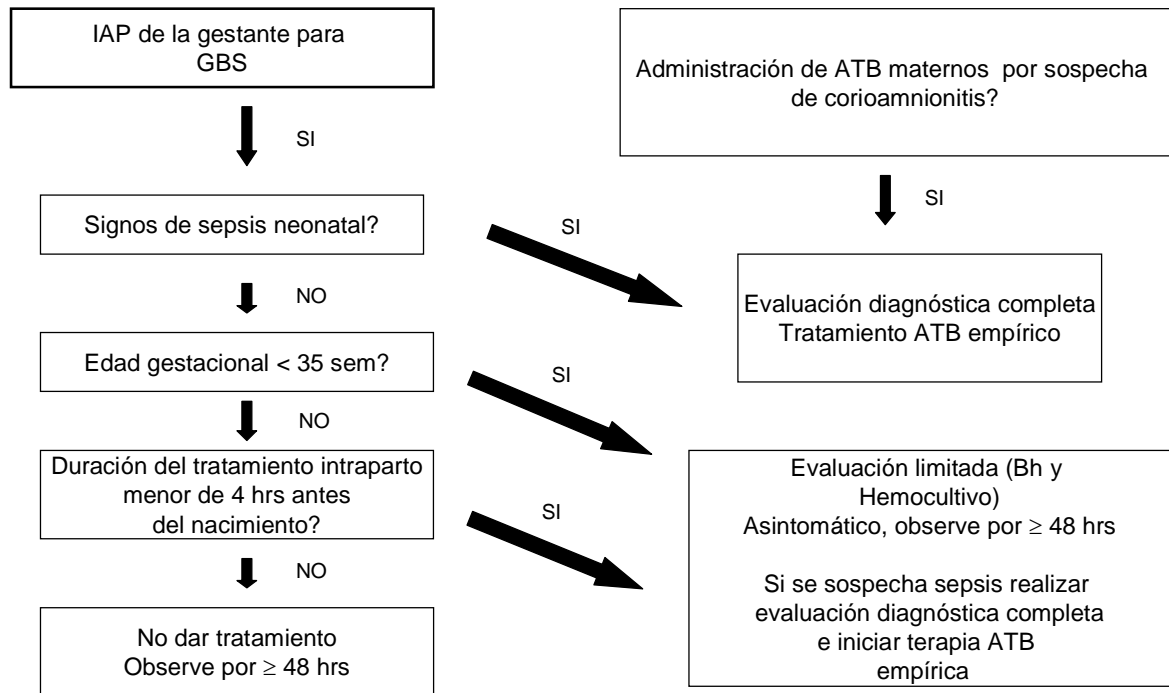 IAP de la gestante para
GBS
Administración de ATB maternos por sospecha
de corioamnionitis?
SI
SI
Signos de sepsis neonatal?
SI
NO
Evaluación diagnóstica completa
Tratamiento ATB empírico
Edad gestacional < 35 sem?
SI
NO
Duración del tratamiento intraparto
menor de 4 hrs antes
del nacimiento?
SI
NO
Evaluación limitada (Bh y
Hemocultivo)
Asintomático, observe por ≥ 48 hrs
Si se sospecha sepsis realizar
evaluación diagnóstica completa
e iniciar terapia ATB
empírica
No dar tratamiento
Observe por ≥ 48 hrs